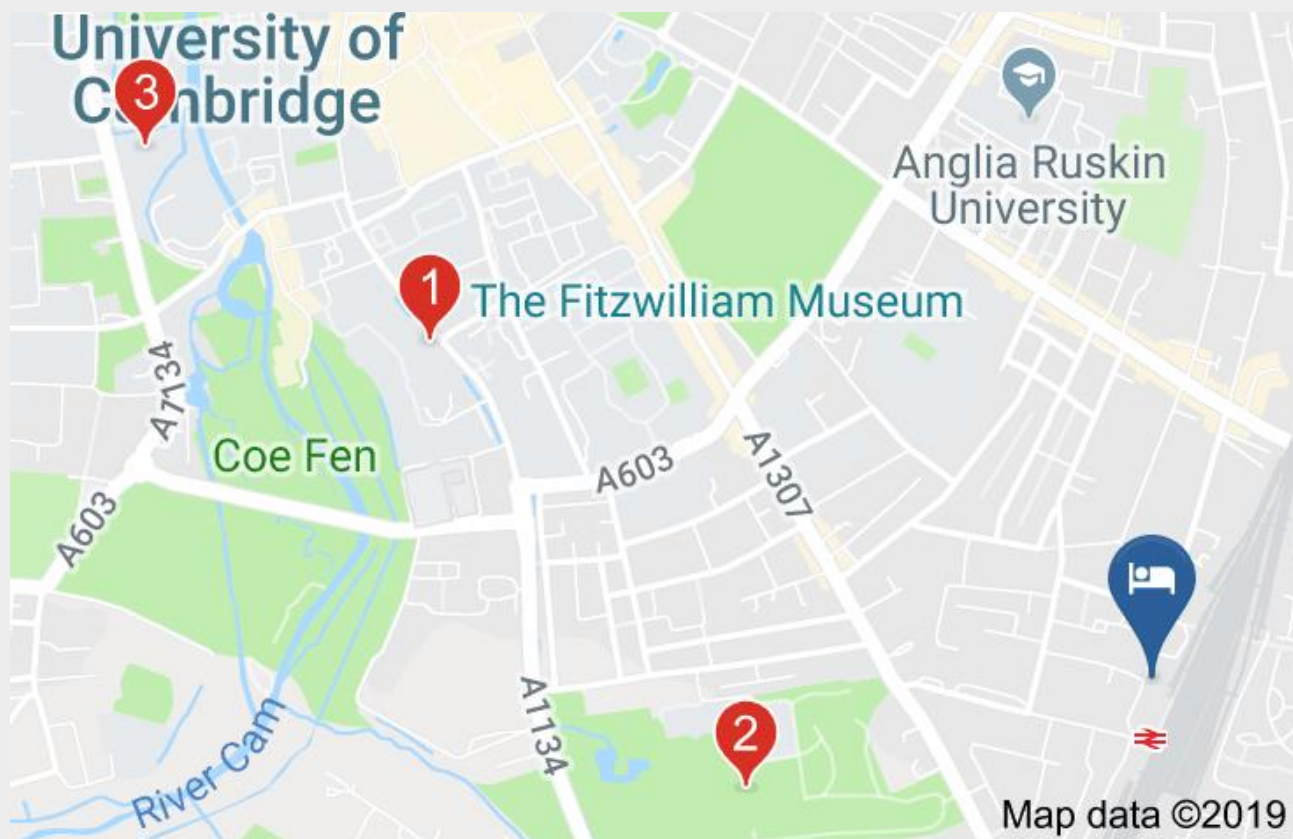 University of
Cambridge
3
Anglia Ruskin
University
1
The Fitzwilliam Museum
A1134
Coe Fen
A603
A1307
A603
2
A1134
River Cam
Map data ©2019